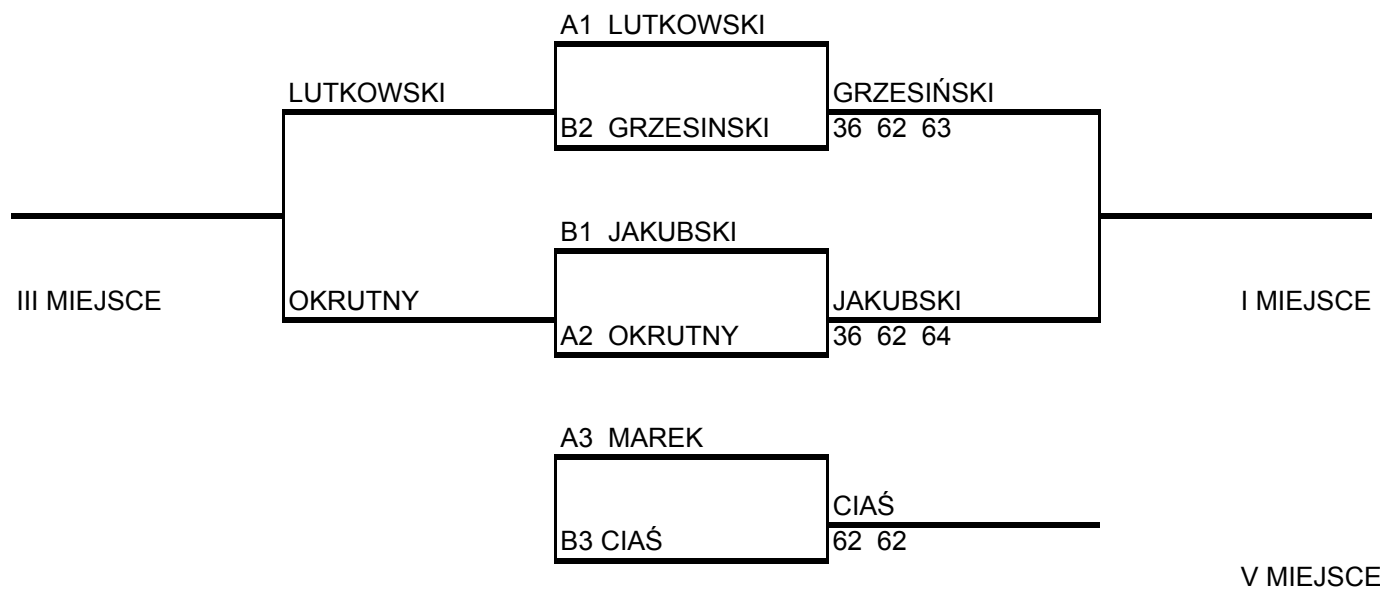 A1 LUTKOWSKI
LUTKOWSKI
GRZESIŃSKI
B2 GRZESINSKI
36 62 63
B1 JAKUBSKI
III MIEJSCE
OKRUTNY
JAKUBSKI
I MIEJSCE
A2 OKRUTNY
36 62 64
A3 MAREK
CIAŚ
B3 CIAŚ
62 62
V MIEJSCE